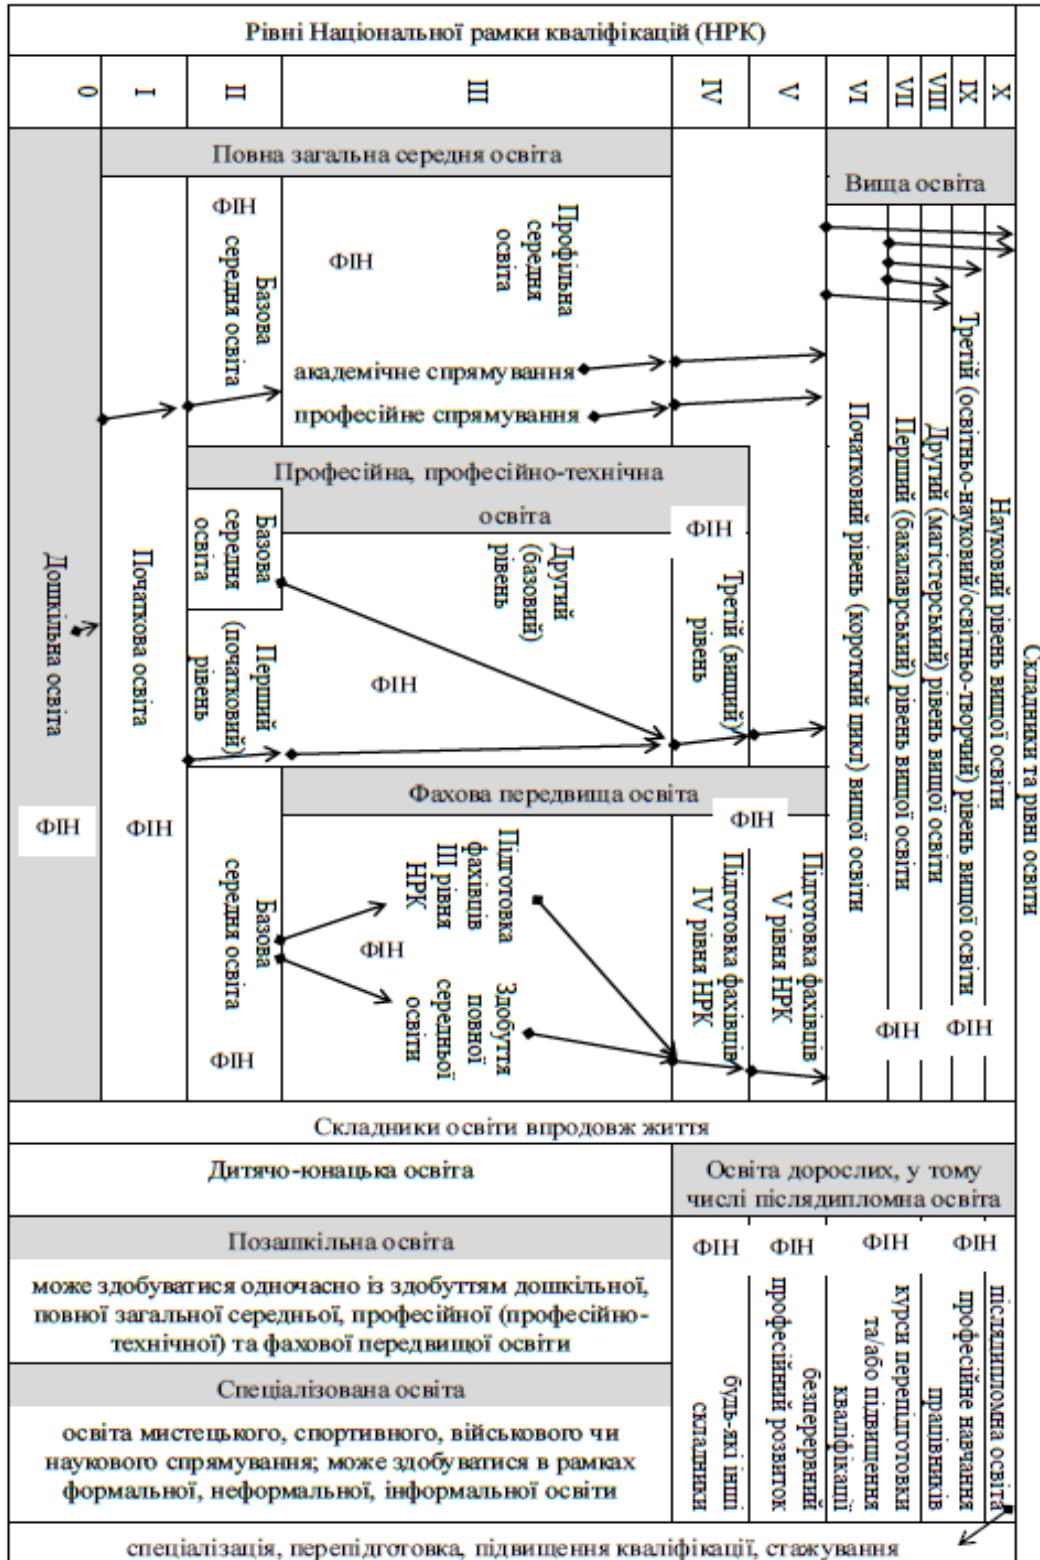 Рівні Національної рамки кваліфікацій (НРК)
0
I
II
III
IV
V
VI
VII
VIII
IX
X
Складники та рівні освіти
Повна загальна середня освіта
Вища освіта
ФІН
Базова
середня освіта
ФІН
Профільна
середня
освіта
академічне спрямування
професійне спрямування
Професійна, професійно-технічна
освіта
Базова
середня
освіта
Перший
(початковий)
рівень
Другий
(базовий)
рівень
ФІН
ФІН
Третій (вищий)
рівень
Дошкільна освіта
ФІН
Початкова освіта
ФІН
Фахова передвища освіта
Базова
середня освіта
ФІН
Підготовка
фахівців
III рівня
НРК
ФІН
Здобуття
повної
середньої
освіти
ФІН
Підготовка фахівців
IV рівня НРК
Підготовка фахівців
V рівня НРК
Початковий рівень (короткий цикл) вищої освіти
Перший (бакалаврський) рівень вищої освіти
Другий (магістерський) рівень вищої освіти
Третій (освітньо-науковий/освітньо-творчий) рівень вищої освіти
Науковий рівень вищої освіти
ФІН
ФІН
Складники освіти впродовж життя
Дитячо-юнацька освіта
Освіта дорослих, у тому
числі післядипломна освіта
Позашкільна освіта
може здобуватися одночасно із здобуттям дошкільної,
повної загальної середньої, професійної (професійно-
технічної) та фахової передвищої освіти
Спеціалізована освіта
освіта мистецького, спортивного, військового чи
наукового спрямування; може здобуватися в рамках
формальної, неформальної, інформальної освіти
ФІН
ФІН
ФІН
ФІН
післядипломна освіта
професійне навчання
працівників
курси перепідготовки
та/або підвищення
кваліфікації
безперервний
професійний розвиток
будь-які інші
складники
спеціалізація, перепідготовка, підвищення кваліфікації, стажування